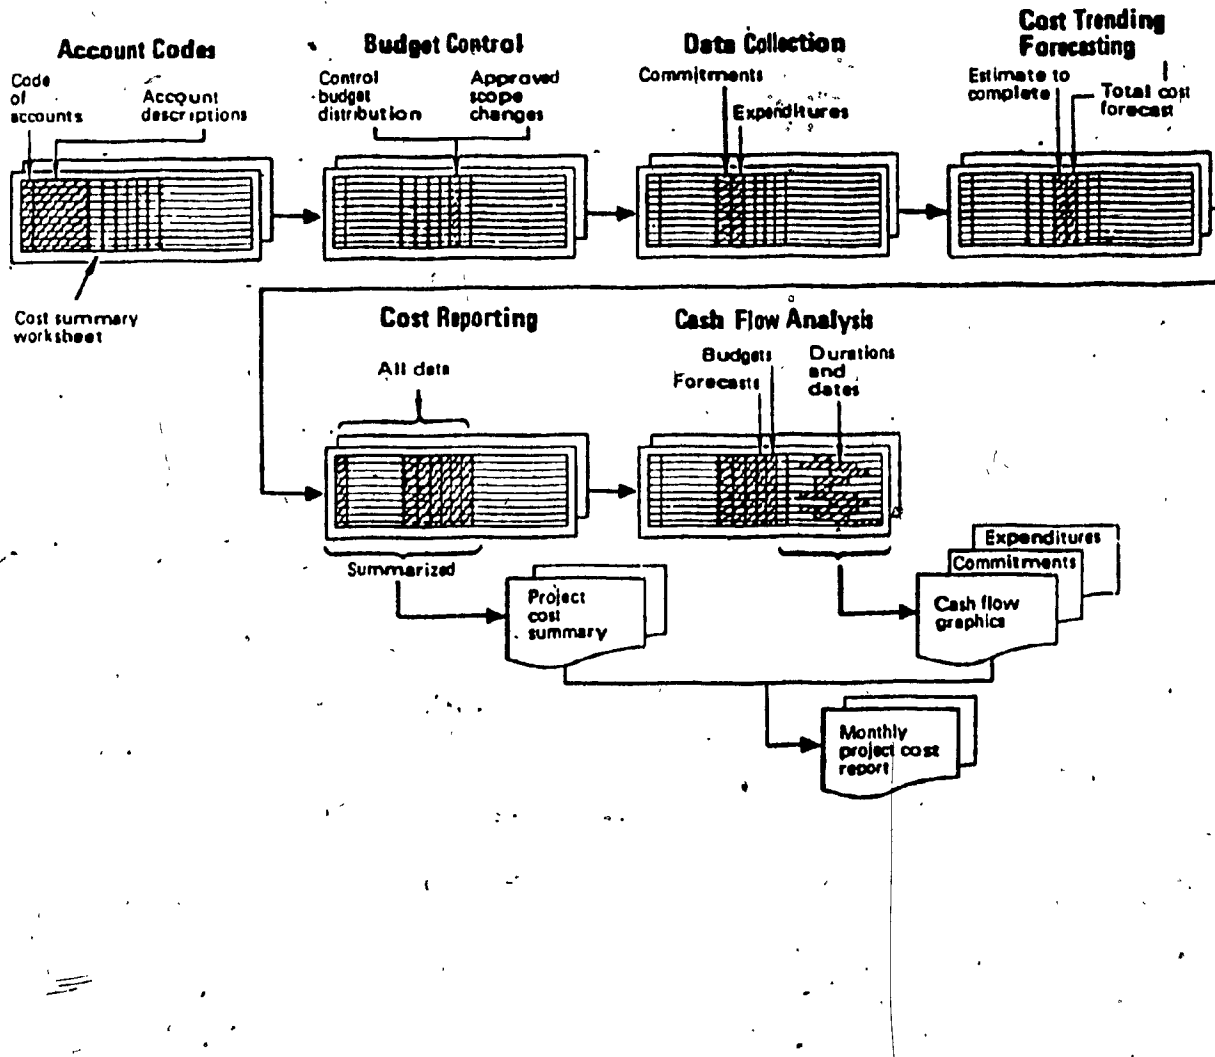 Account Codes
Code
of
accounts
Account
descriptions
Cost summary
worksheet
Budget Control
Control
budget
distribution
Approved
scope
changes
Data Collection
Commitments
Expenditures
Cost Trending
Forecasting
Estimate to
complete
Total cost
forecast
Cost Reporting
All data
Summarized
Project
cost
summary
Cash Flow Analysis
Budgets
Forecasts
Durations
and
dates
Expenditures
Commitments
Cash flow
graphics
Monthly
project cost
report